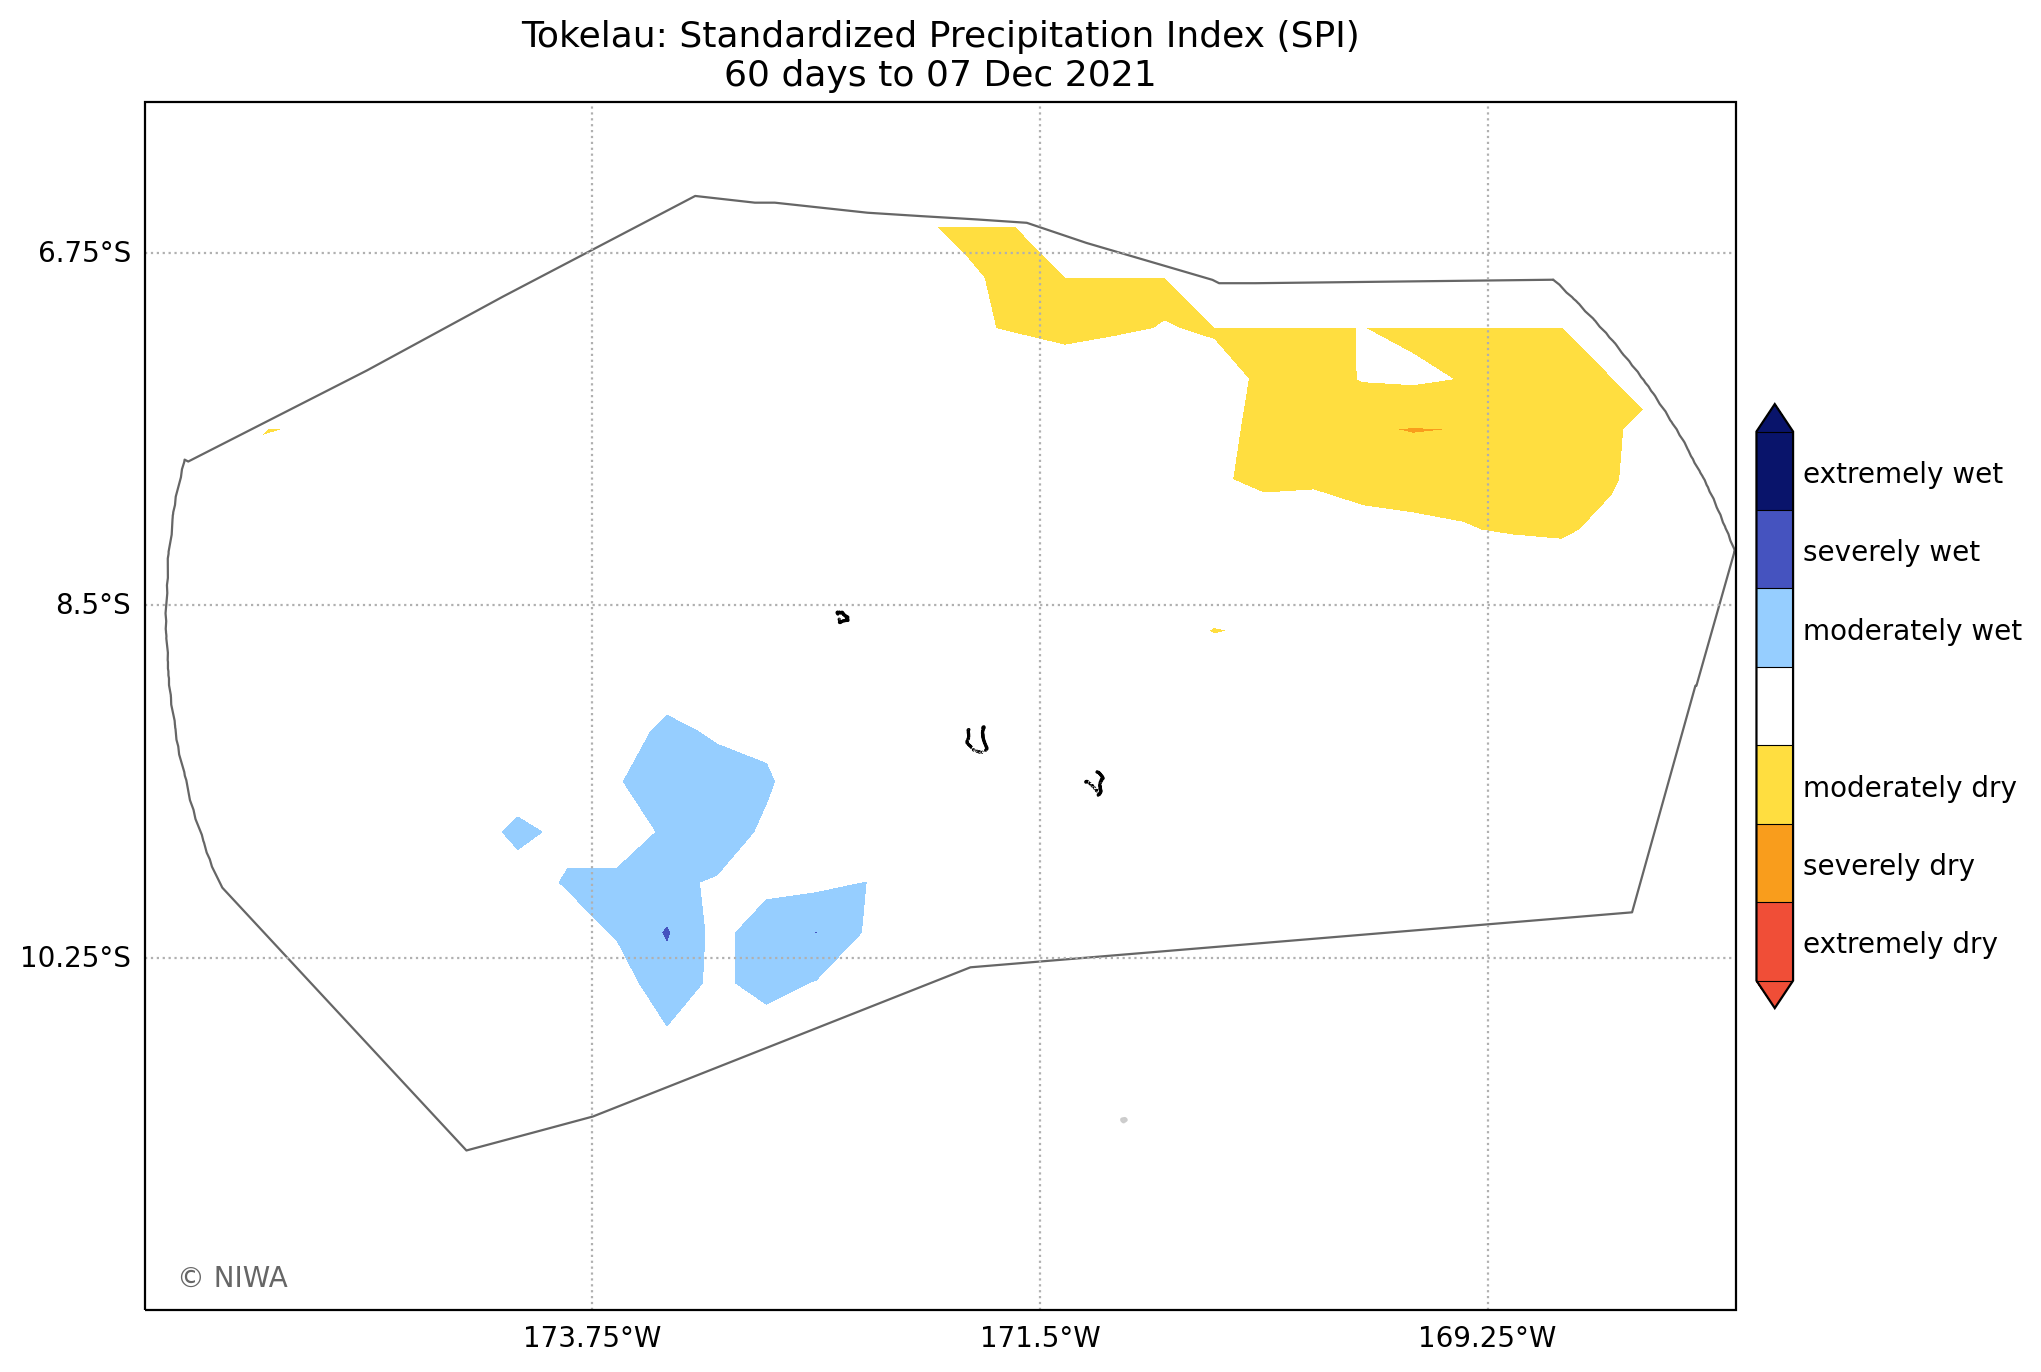 Tokelau: Standardized Precipitation Index (SPI)
60 days to 07 Dec 2021
6.75°S
8.5°S
10.25°S
173.75°W
171.5°W
169.25°W
extremely wet
severely wet
moderately wet
moderately dry
severely dry
extremely dry
© NIWA